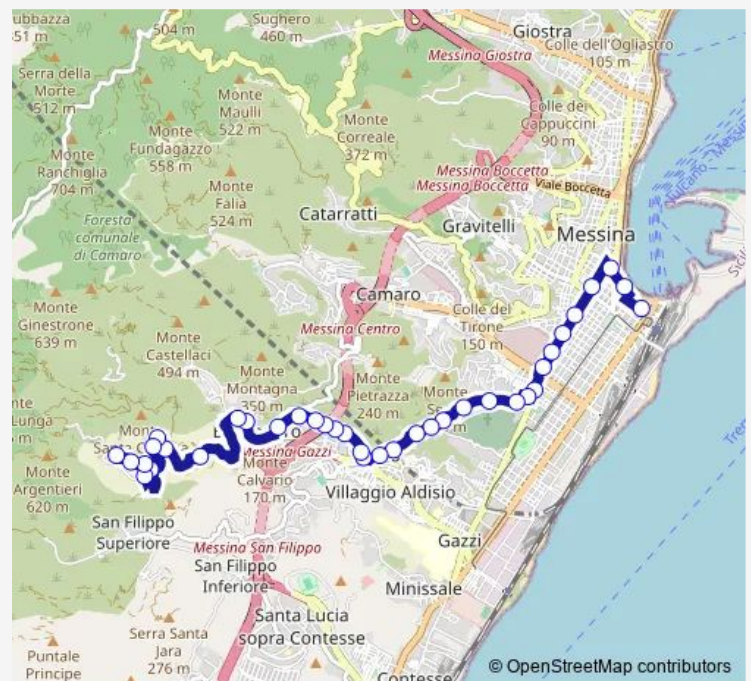 ubbazza
51 m
504 m
Sughero
460 m
Giostra
Messina Giostra
Colle dell'Ogliastro
105 m
Serra della
Morte
512 m
Monte
Maulli
522 m
Monte
Fundagazzo
558 m
Monte
Correale
372 m
Colle dei
Cappuccini
90 m
Monte
Ranchiglia
704 m
Messina Boccetta
Messina Boccetta
Viale Boccetta
Monte
Falia
524 m
Foresta
comunale
di Camaro
Catarratti
Gravitelli
Messina
Camaro
Monte
Ginestrone
639 m
Messina Centro
Colle del
Tirone
150 m
Monte
Castellaci
494 m
Monte
Montagna
350 m
Monte
Pietrazza
240 m
Monte
Messina Gazzi
Monte
Calvario
170 m
Monte
Argentieri
620 m
Villaggio Aldisio
San Filippo
Superiore
Gazzi
Messina San Filippo
San Filippo
Inferiore
Minissale
Santa Lucia
sopra Contesse
Serra Santa
Jara
276 m
Puntale
Principe
Contesse
© OpenStreetMap contributors